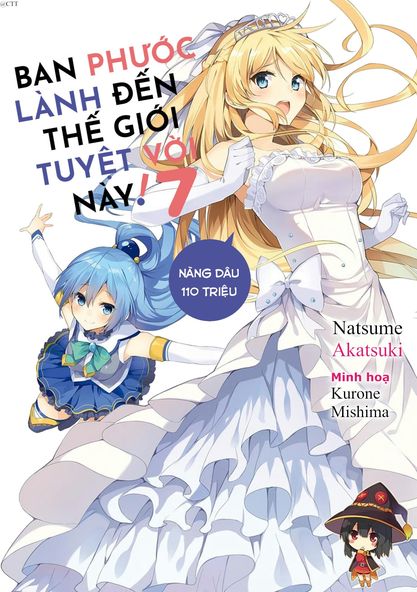 @CTT
BAN PHƯỚC
LÀNH ĐẾN
THẾ GIỚI
TUYỆT VỜI
NÀY! 7
NÀNG DÂU
110 TRIỆU
Natsume
Akatsuki
Minh hoạ
Kurone
Mishima